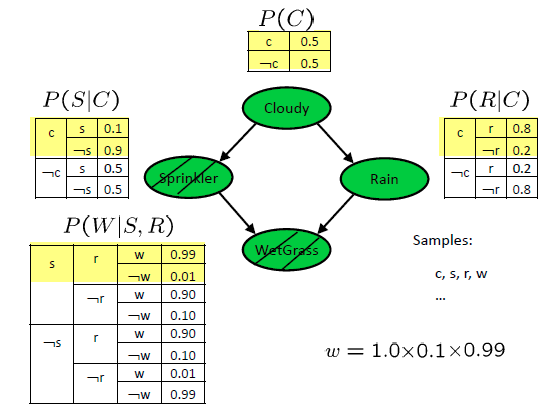 P(C)
c 0.5
¬c 0.5
P(S|C)
c s 0.1
¬s 0.9
¬c s 0.5
¬s 0.5
Cloudy
P(R|C)
c r 0.8
¬r 0.2
¬c r 0.2
¬r 0.8
Sprinkler
Rain
P(W|S, R)
s r w 0.99
¬w 0.01
¬r w 0.90
¬w 0.10
¬s r w 0.90
¬w 0.10
¬r w 0.01
¬w 0.99
WetGrass
Samples:
c, s, r, w
...
w = 1.0×0.1×0.99